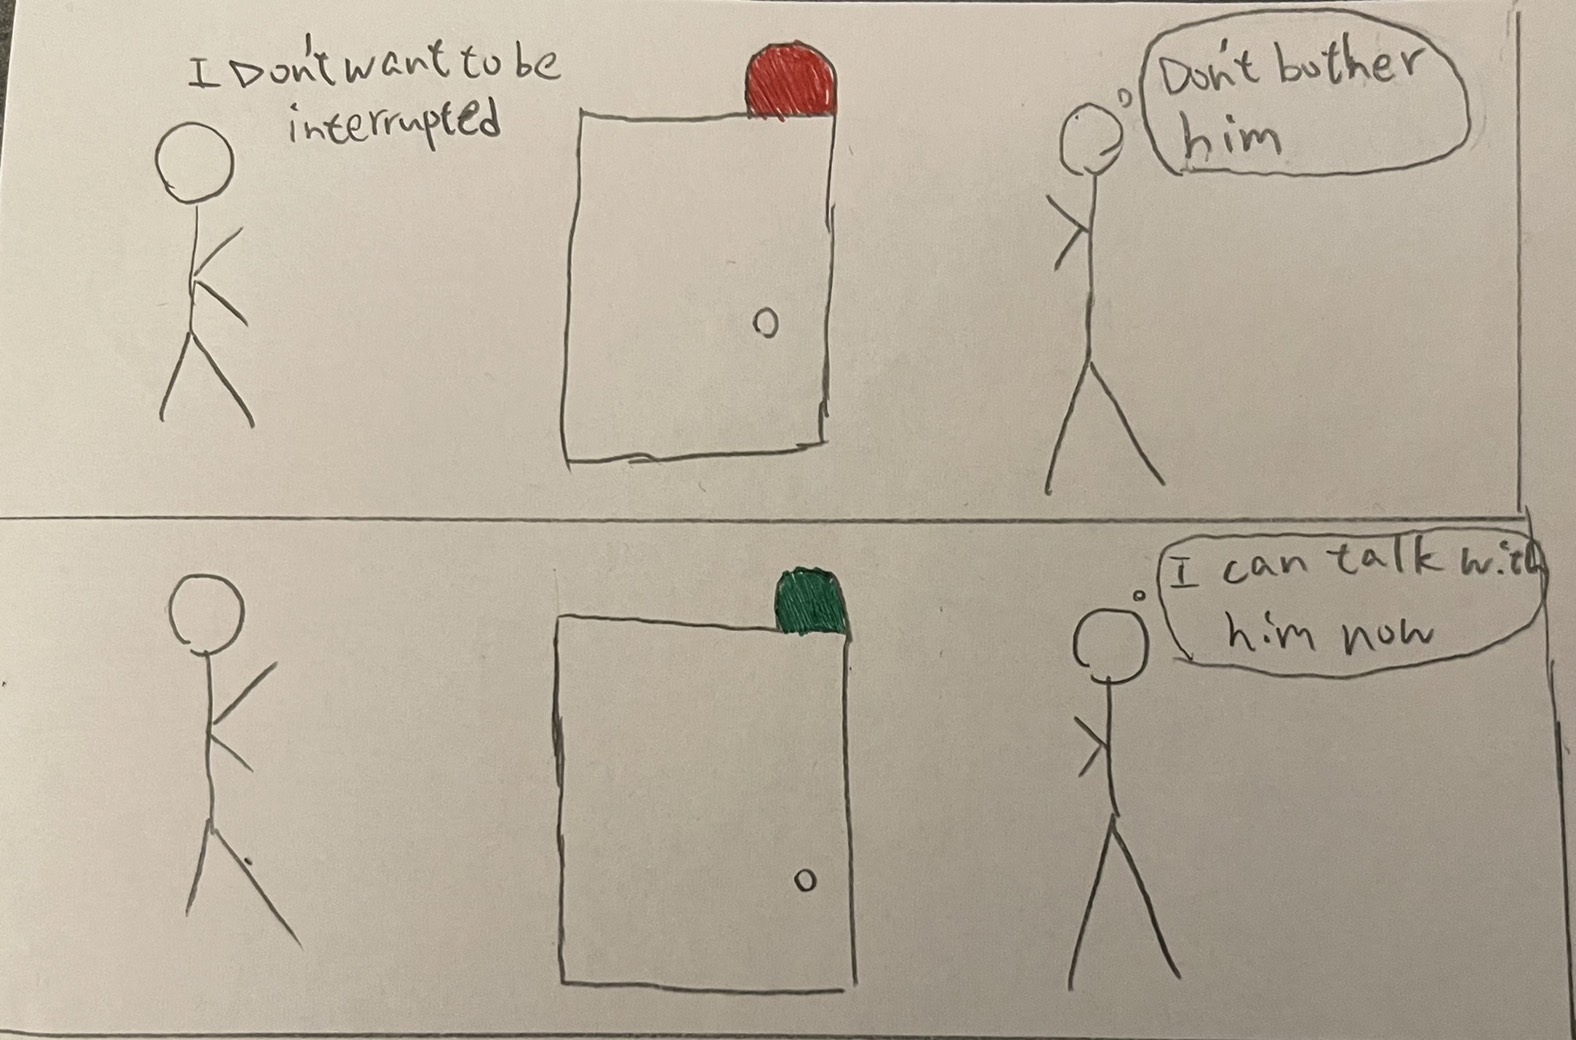 I Don't want to be
interrupted
Don't bother
him
I can talk with
him now